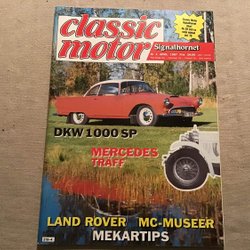 classic
motor
Signalhornet
DKW 1000 SP
MERCEDES
TRÄFF
LAND ROVER MC-MUSEER
MEKARTIPS